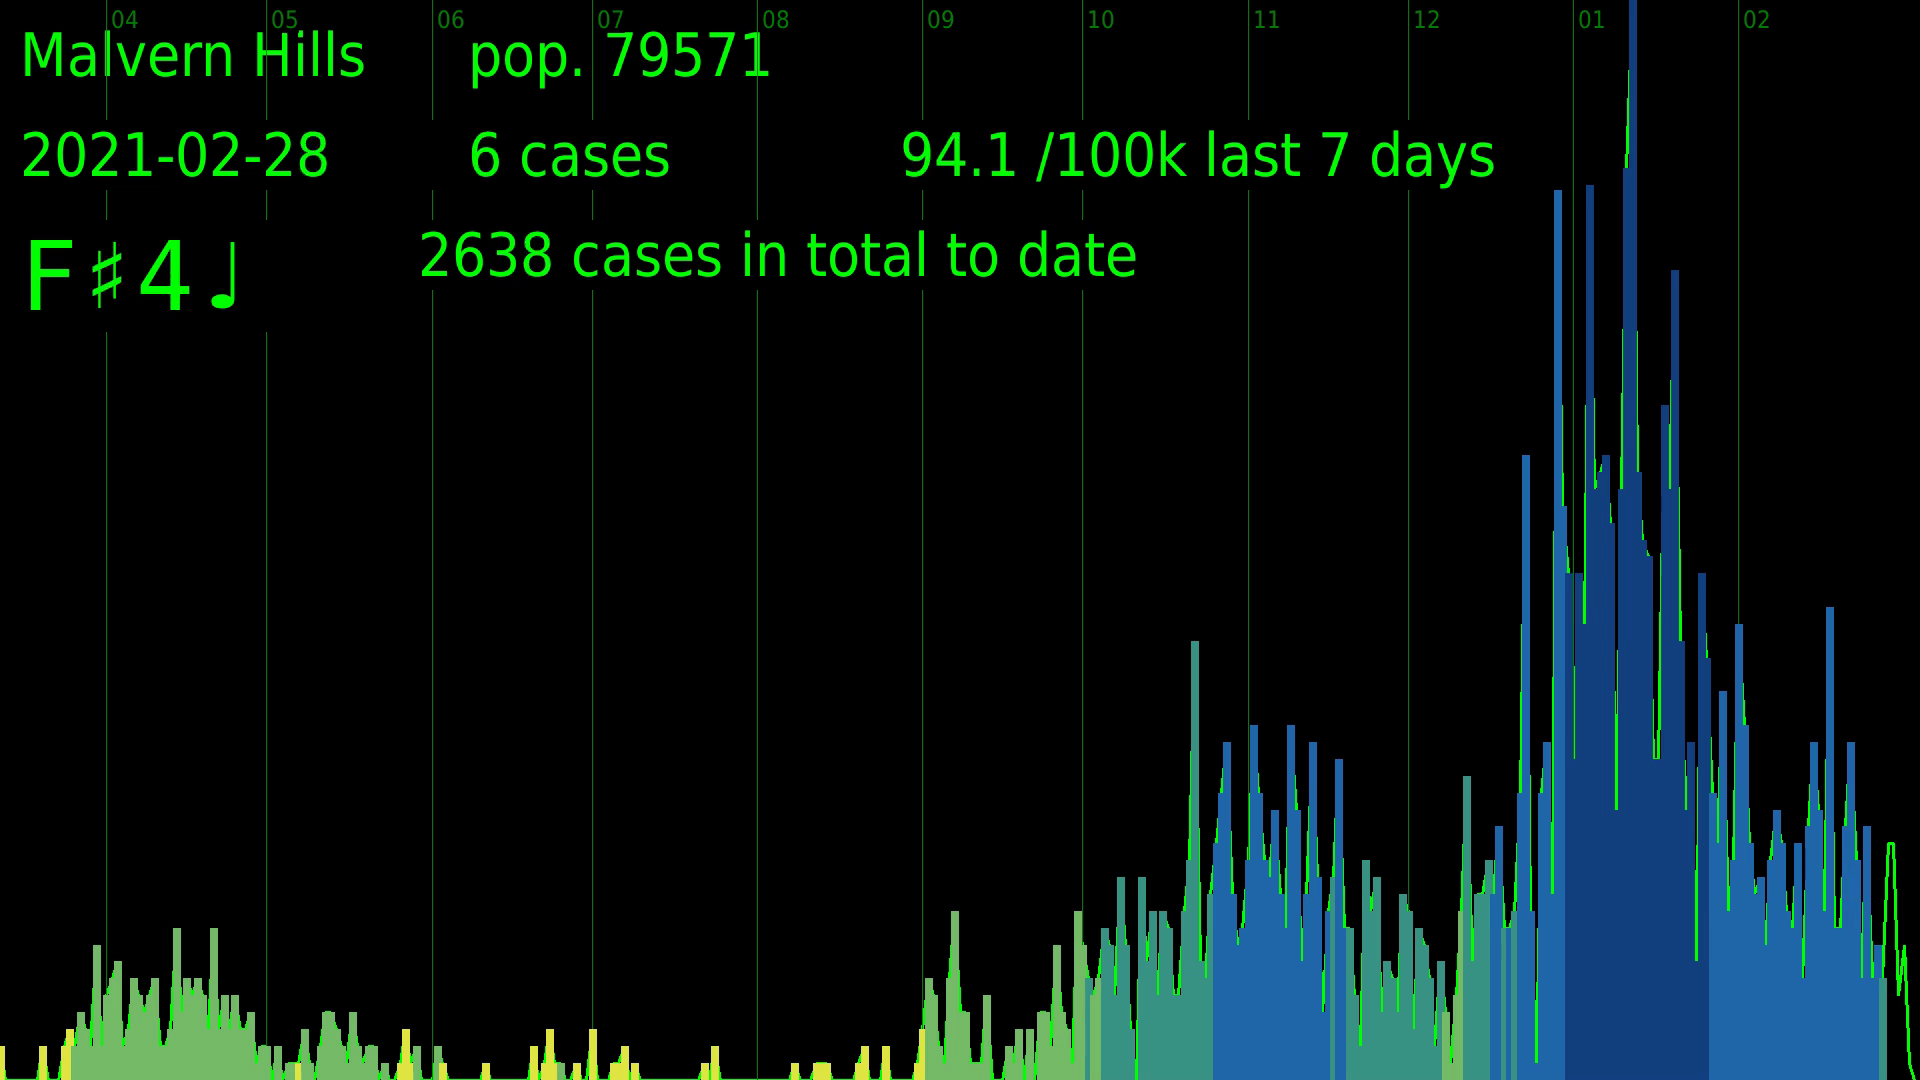 04 05 06 07 08 09 10 11 12 01 02
Malvern Hills pop. 79571
2021-02-28 6 cases 94.1 /100k last 7 days
F♯4♩ 2638 cases in total to date